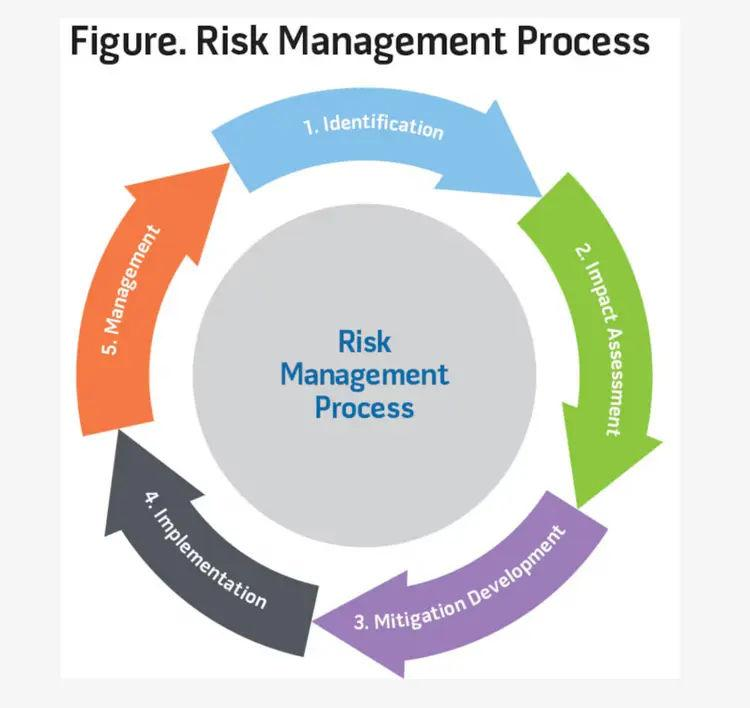 Figure. Risk Management Process
1. Identification
2. Impact Assessment
3. Mitigation Development
4. Implementation
5. Management
Risk
Management
Process